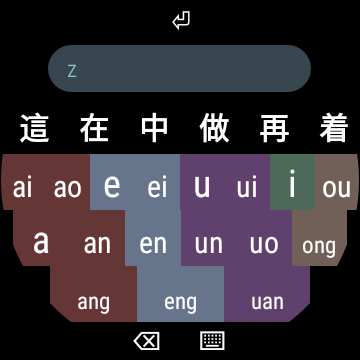 z
這 在 中 做 再 着
ai ao e ei u ui i ou
a an en un uo ong
ang eng uan